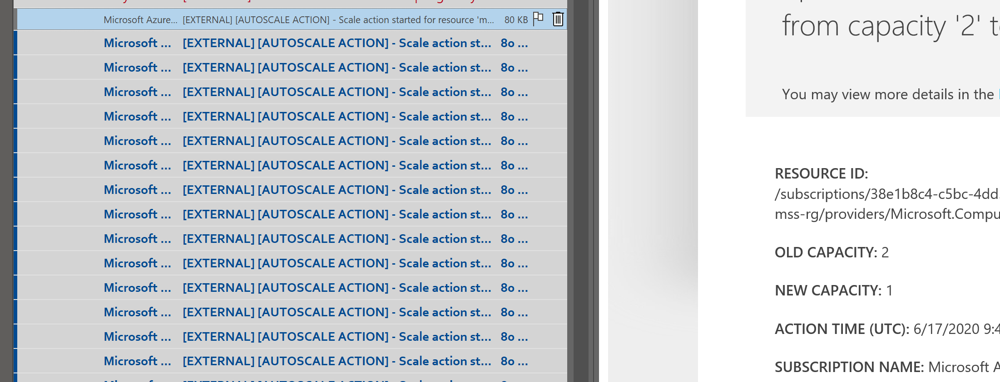 Microsoft Azure... [EXTERNAL] [AUTOSCALE ACTION] - Scale action started for resource 'm... 80 KB
Microsoft ... [EXTERNAL] [AUTOSCALE ACTION] - Scale action st... 80 ...
Microsoft ... [EXTERNAL] [AUTOSCALE ACTION] - Scale action st... 80 ...
Microsoft ... [EXTERNAL] [AUTOSCALE ACTION] - Scale action st... 80 ...
Microsoft ... [EXTERNAL] [AUTOSCALE ACTION] - Scale action st... 80 ...
Microsoft ... [EXTERNAL] [AUTOSCALE ACTION] - Scale action st... 80 ...
Microsoft ... [EXTERNAL] [AUTOSCALE ACTION] - Scale action st... 80 ...
Microsoft ... [EXTERNAL] [AUTOSCALE ACTION] - Scale action st... 80 ...
Microsoft ... [EXTERNAL] [AUTOSCALE ACTION] - Scale action st... 80 ...
Microsoft ... [EXTERNAL] [AUTOSCALE ACTION] - Scale action st... 80 ...
Microsoft ... [EXTERNAL] [AUTOSCALE ACTION] - Scale action st... 80 ...
Microsoft ... [EXTERNAL] [AUTOSCALE ACTION] - Scale action st... 80 ...
Microsoft ... [EXTERNAL] [AUTOSCALE ACTION] - Scale action st... 80 ...
Microsoft ... [EXTERNAL] [AUTOSCALE ACTION] - Scale action st... 80 ...
Microsoft ... [EXTERNAL] [AUTOSCALE ACTION] - Scale action st... 80 ...
from capacity '2' to
You may view more details in the
RESOURCE ID:
/subscriptions/38e1b8c4-c5bc-4dd
mss-rg/providers/Microsoft.Compu
OLD CAPACITY: 2
NEW CAPACITY: 1
ACTION TIME (UTC): 6/17/2020 9:4
SUBSCRIPTION NAME: Microsoft A